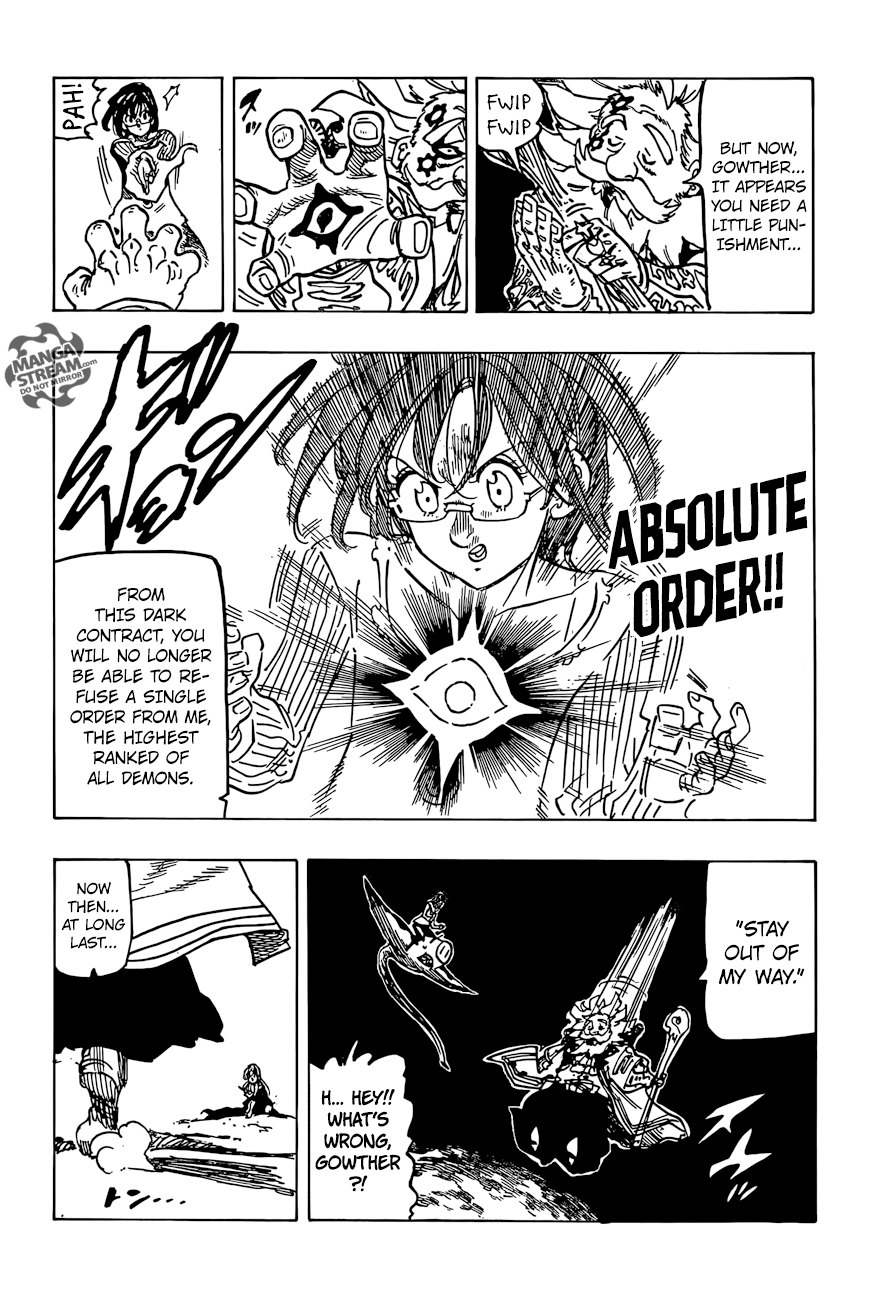 BUT NOW,
GOWTHER...
IT APPEARS
YOU NEED A
LITTLE PUN-
ISHMENT...
FWIP
FWIP
PAH!
MANGA
STREAM.com
DO NOT MIRROR
ABSOLUTE
ORDER!!
FROM
THIS DARK
CONTRACT, YOU
WILL NO LONGER
BE ABLE TO RE-
FUSE A SINGLE
ORDER FROM ME,
THE HIGHEST
RANKED OF
ALL DEMONS.
"STAY
OUT OF
MY WAY."
H... HEY!!
WHAT'S
WRONG,
GOWTHER
?!
NOW
THEN...
AT LONG
LAST...
トン...